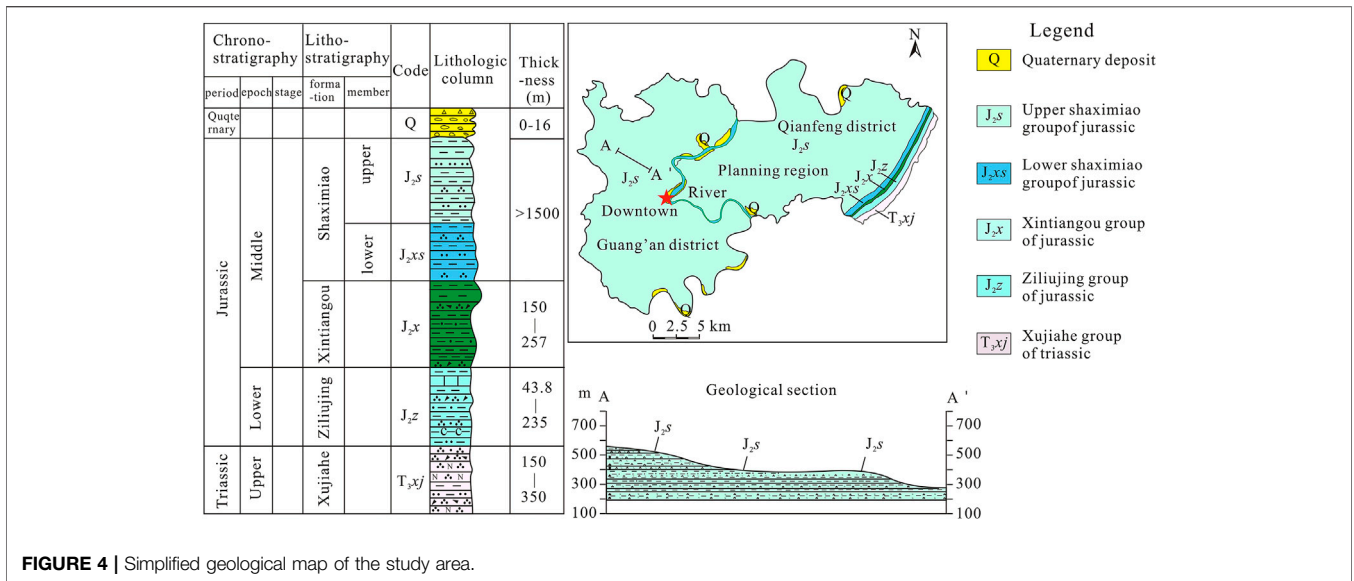 Chrono-
stratigraphy
Litho-
stratigraphy
Code
Lithologic
column
Thick
-ness
(m)
period
epoch
stage
forma
-tion
member
Quqte
rnary
Q
0-16
Jurassic
Middle
Shaximiao
upper
J₂s
>1500
lower
J₂xs
Xintiangou
J₂x
150
|
257
Lower
Ziliujing
J₂z
43.8
|
235
C C
Triassic
Upper
Xujiahe
T₃xj
150
|
350
N
N N
N
N
Q
Qianfeng district
J₂s
Q
A
A '
J₂s
Planning region
River
Downtown
Q
Guang'an district
Q
J₂z
J₂x
J₂xs
T₃xj
0 2.5 5 km
Legend
Q Quaternary deposit
J₂s Upper shaximiao
groupof jurassic
J₂xs Lower shaximiao
groupof jurassic
J₂x Xintiangou group
of jurassic
J₂z Ziliujing group
of jurassic
T₃xj Xujiahe group
of triassic
Geological section
m A
A '
700
500
300
100
J₂s
J₂s
J₂s
700
500
300
100
FIGURE 4 | Simplified geological map of the study area.